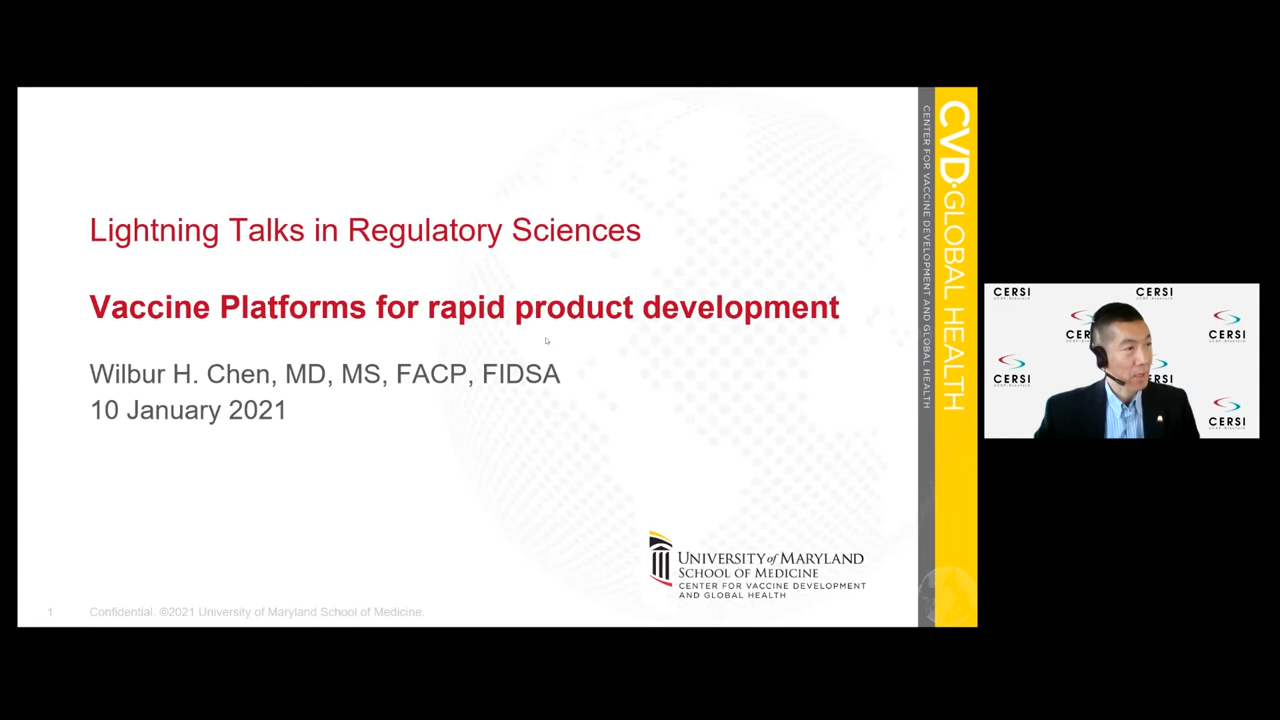 Lightning Talks in Regulatory Sciences
Vaccine Platforms for rapid product development
Wilbur H. Chen, MD, MS, FACP, FIDSA
10 January 2021
UNIVERSITY of MARYLAND
SCHOOL OF MEDICINE
CENTER FOR VACCINE DEVELOPMENT
AND GLOBAL HEALTH
1 Confidential. ©2021 University of Maryland School of Medicine.
CENTER FOR VACCINE DEVELOPMENT AND GLOBAL HEALTH
CVD•GLOBAL HEALTH
CERSI
CERSI
CERSI
CERSI
CERSI